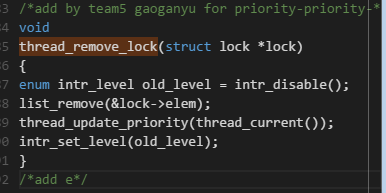 /*add by team5 gaoganyu for priority-priority-*
void
thread_remove_lock(struct lock *lock)
{
enum intr_level old_level = intr_disable();
list_remove(&lock->elem);
thread_update_priority(thread_current());
intr_set_level(old_level);
}
92 /*add e*/